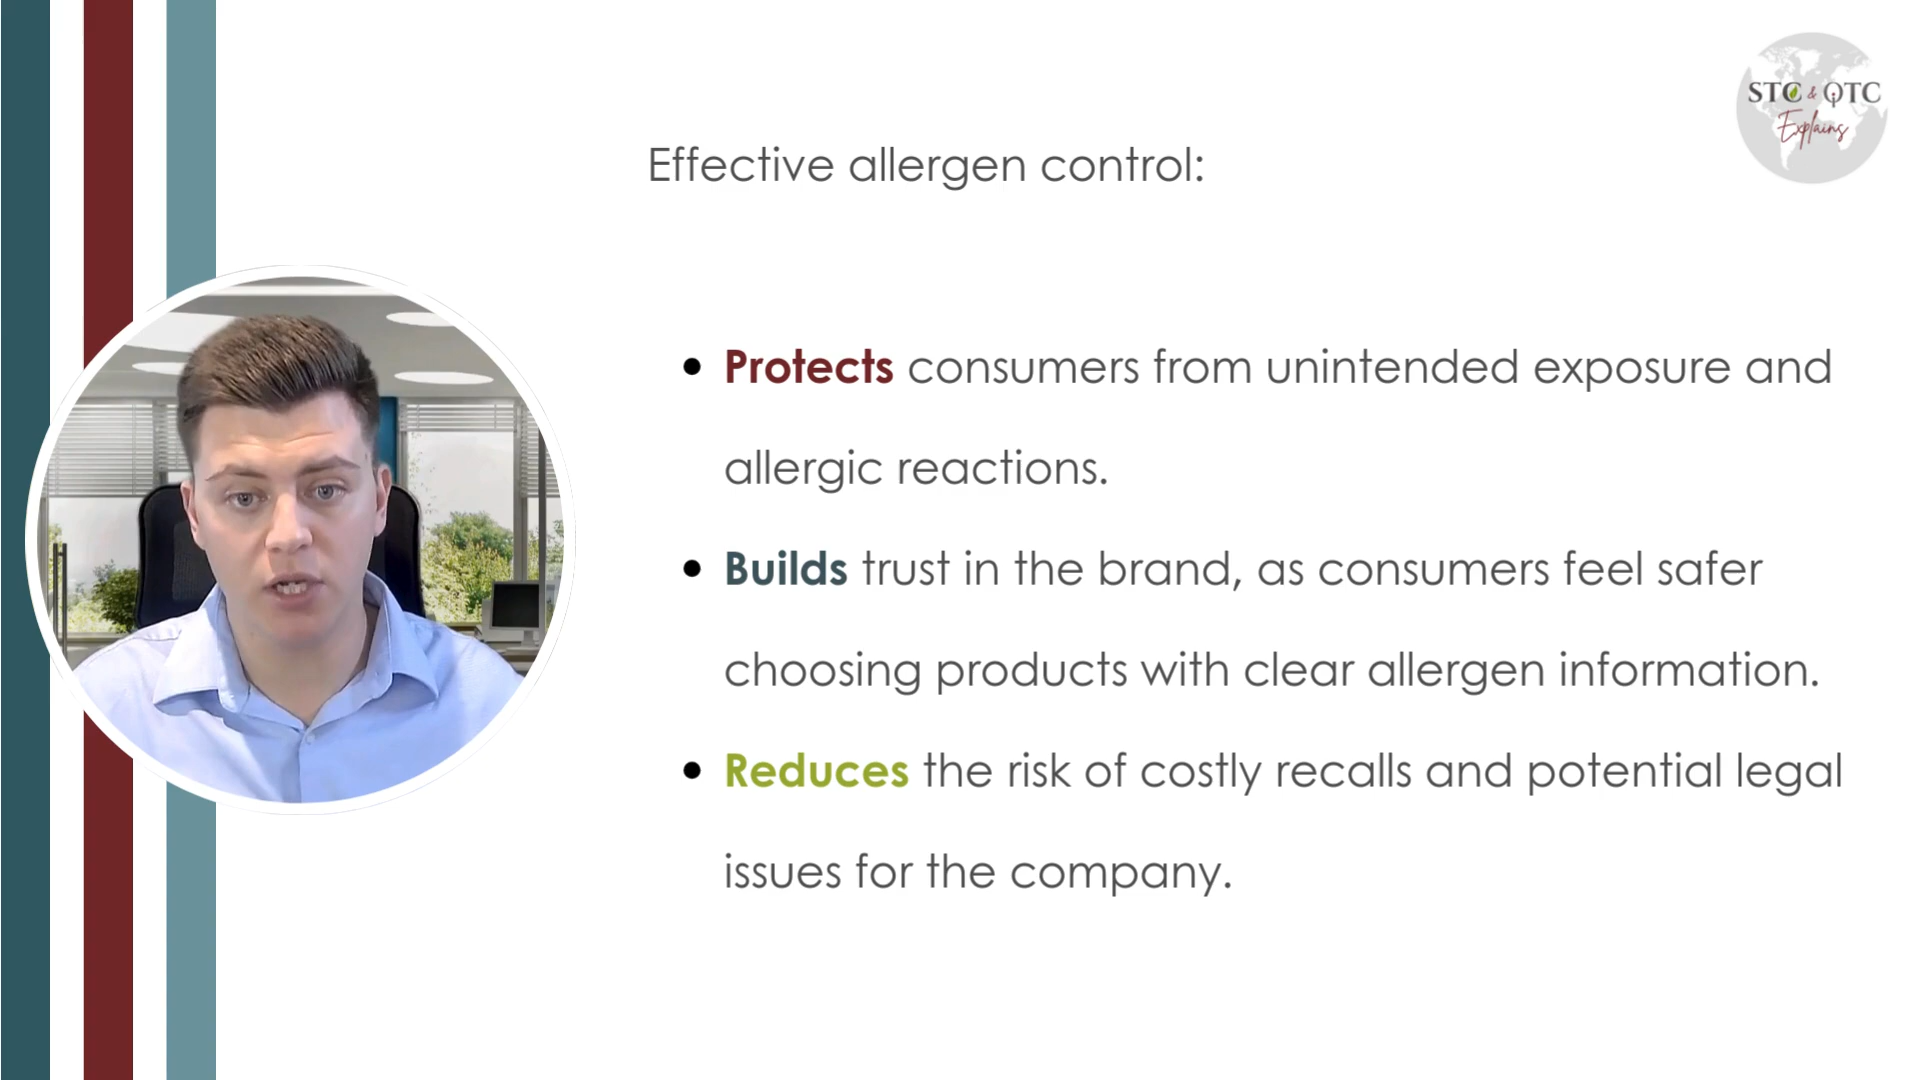 STC & QTC
Explains
Effective allergen control:
• Protects consumers from unintended exposure and
allergic reactions.
• Builds trust in the brand, as consumers feel safer
choosing products with clear allergen information.
• Reduces the risk of costly recalls and potential legal
issues for the company.